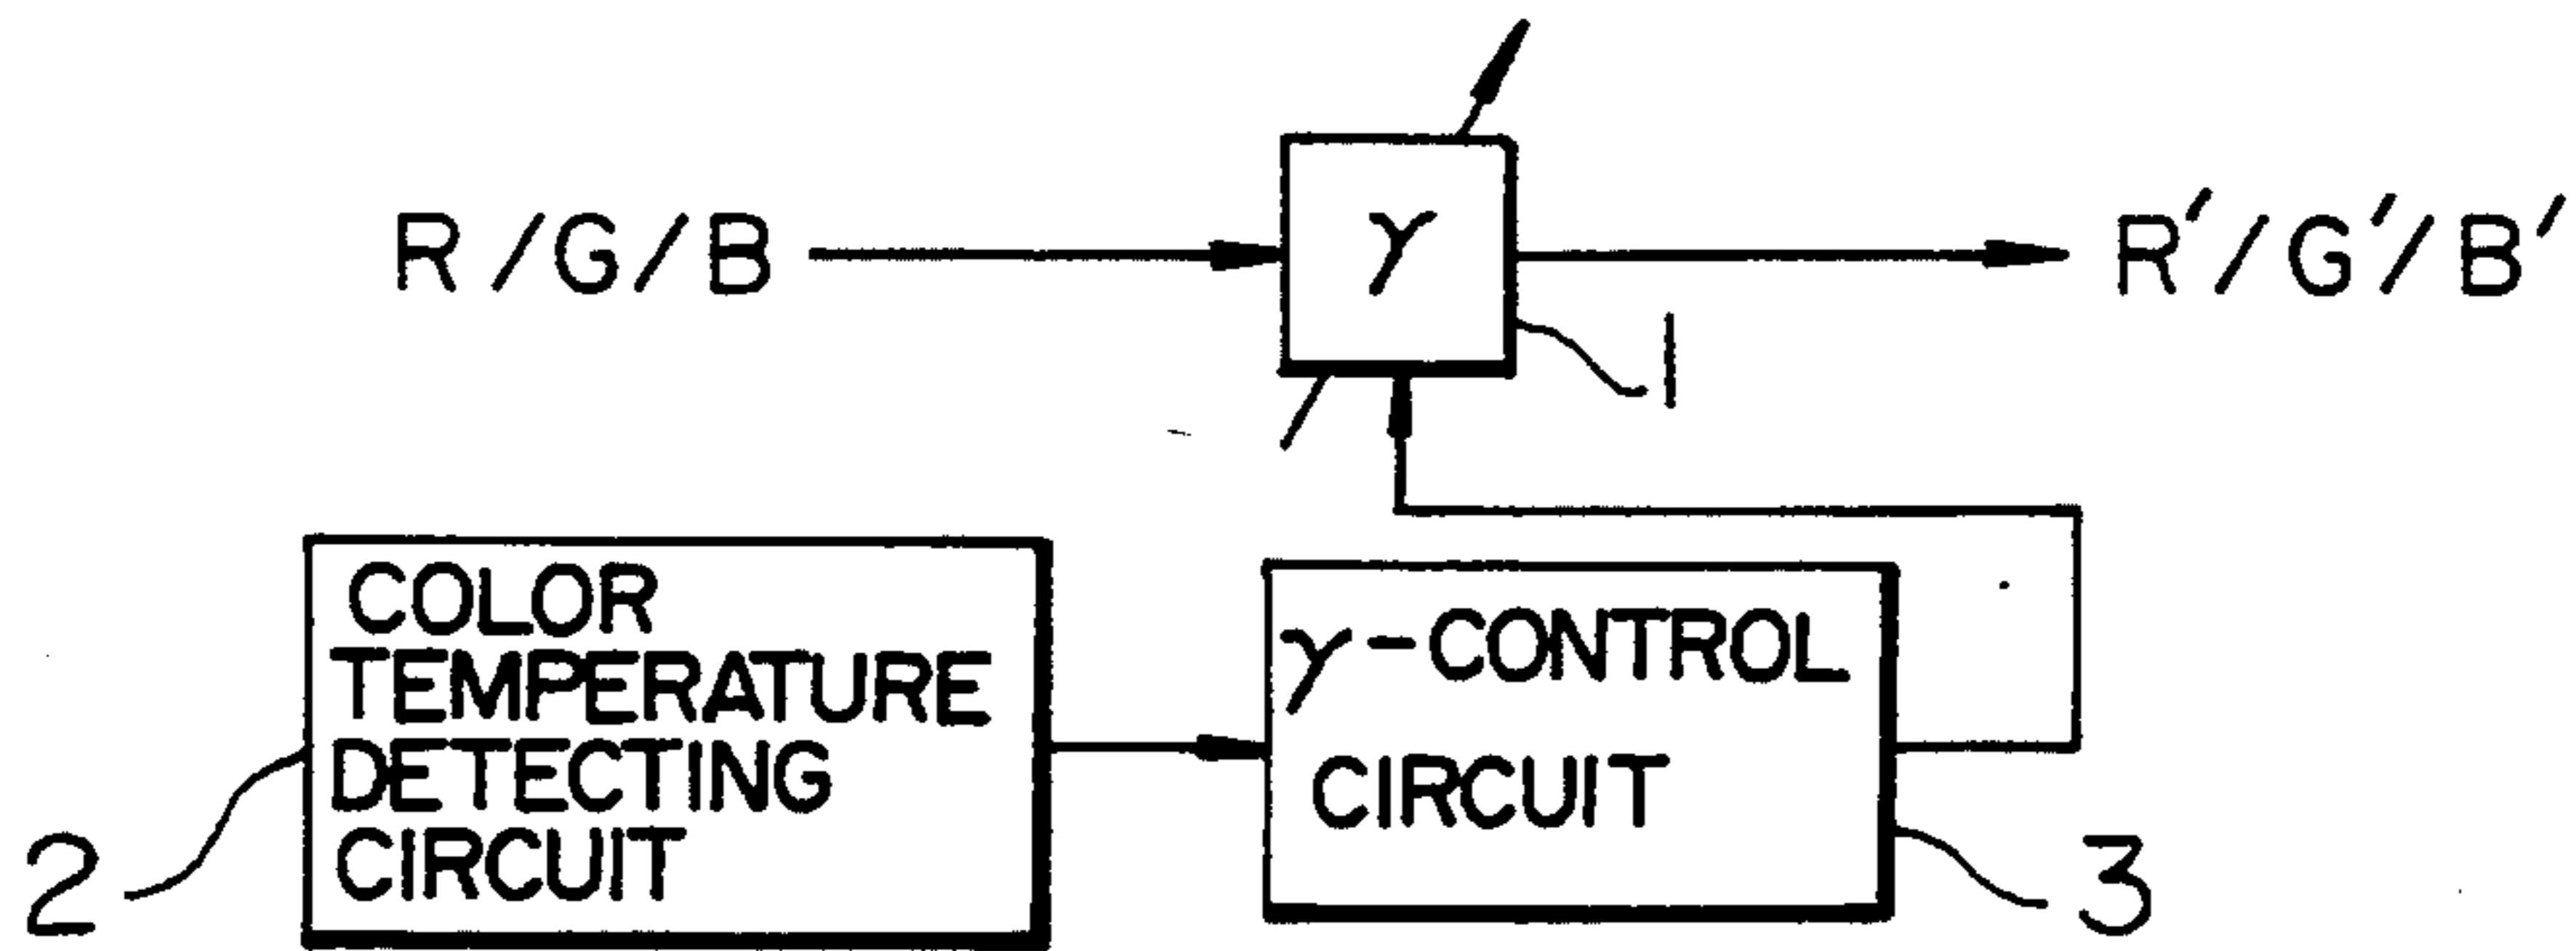 R/G/B
γ
R'/G'/B'
1
COLOR
TEMPERATURE
DETECTING
CIRCUIT
2
γ-CONTROL
CIRCUIT
3